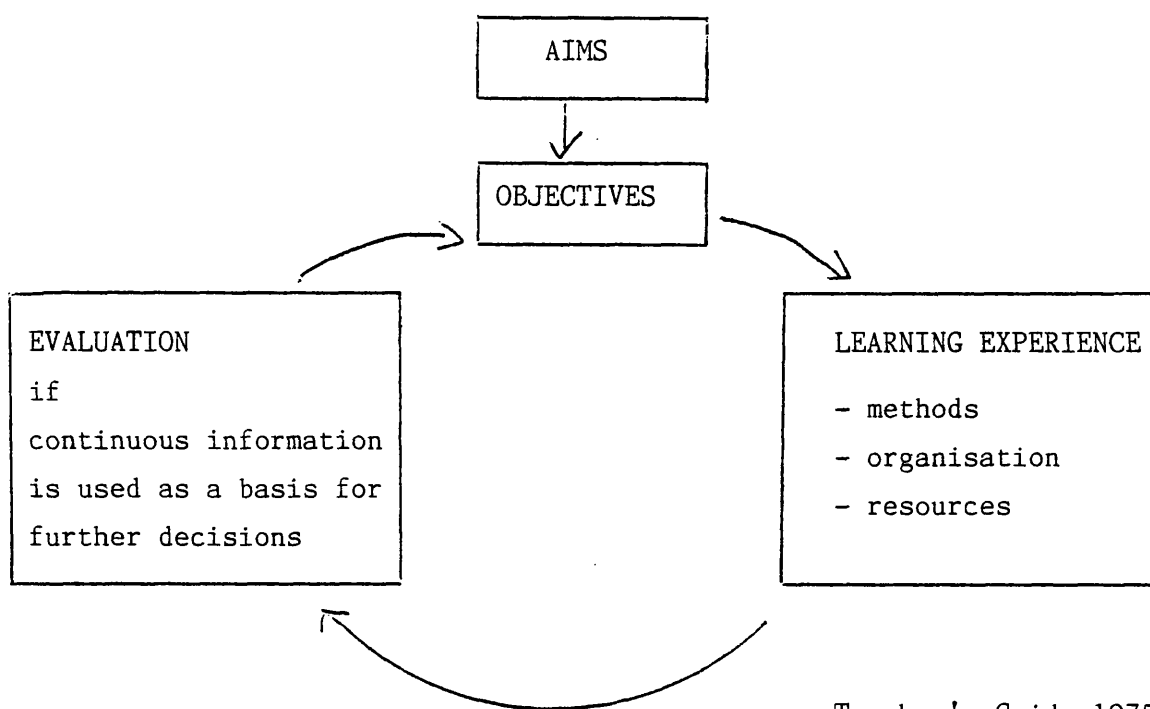 AIMS
OBJECTIVES
EVALUATION
if
continuous information
is used as a basis for
further decisions
LEARNING EXPERIENCE
- methods
- organisation
- resources